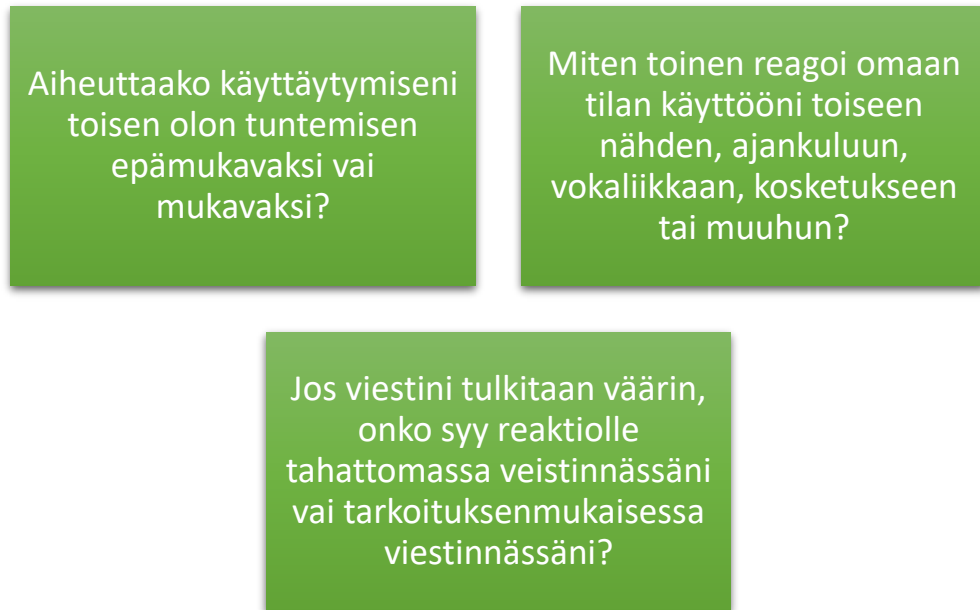 Aiheuttaako käyttäytymiseni
toisen olon tuntemisen
epämukavaksi vai
mukavaksi?
Miten toinen reagoi omaan
tilan käyttööni toiseen
nähden, ajankuluun,
vokaliikkaan, kosketukseen
tai muuhun?
Jos viestini tulkitaan väärin,
onko syy reaktiolle
tahattomassa veistinnässäni
vai tarkoituksenmukaisessa
viestinnässäni?